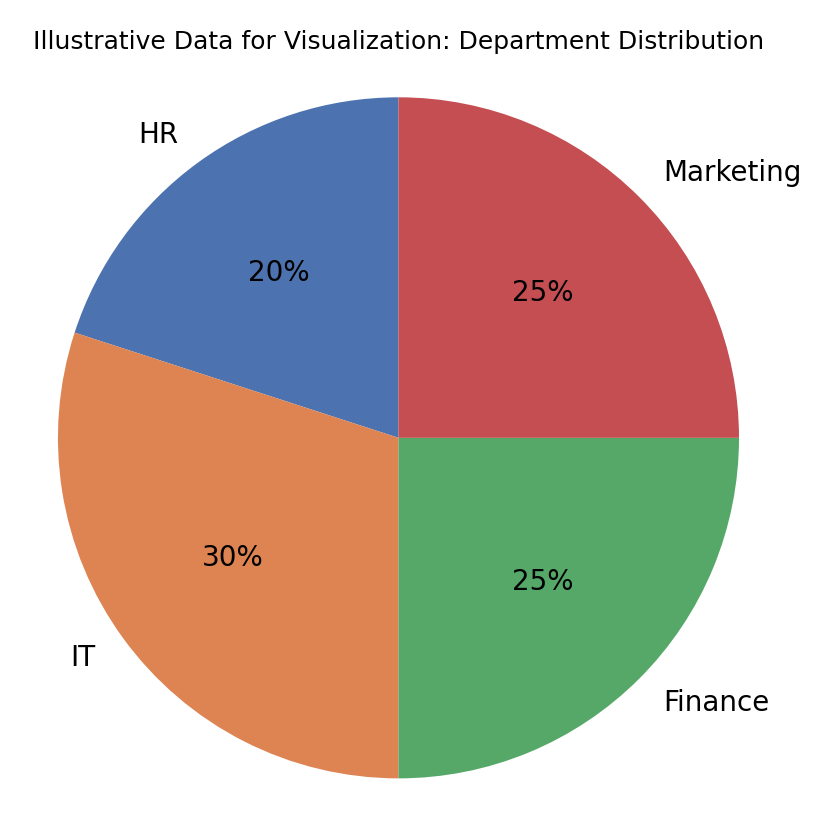 Illustrative Data for Visualization: Department Distribution
HR
Marketing
20%
25%
30%
25%
IT
Finance